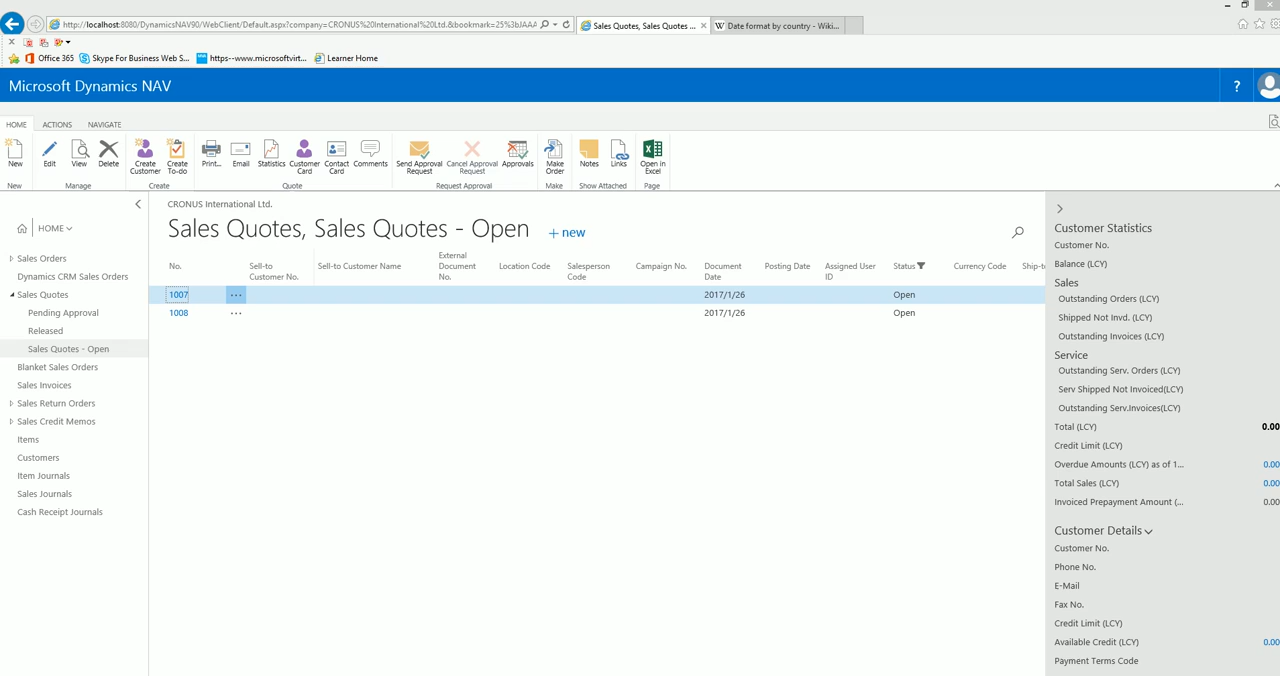 http://localhost:8080/DynamicsNAV90/WebClient/Default.aspx?company=CRONUS%20International%20Ltd.&bookmark=25%3bJAAA
Sales Quotes, Sales Quotes ...
Date format by country - Wiki...
Office 365
Skype For Business Web S...
https--www.microsoftvirt...
Learner Home
Microsoft Dynamics NAV
?
HOME
ACTIONS
NAVIGATE
New
Edit
View
Delete
Create Customer
Create To-do
Print...
Email
Statistics
Customer Card
Contact Card
Comments
Send Approval Request
Cancel Approval Request
Approvals
Make Order
Notes
Links
Open in Excel
New
Manage
Create
Quote
Request Approval
Make
Show Attached
Page
HOME
Sales Orders
Dynamics CRM Sales Orders
Sales Quotes
Pending Approval
Released
Sales Quotes - Open
Blanket Sales Orders
Sales Invoices
Sales Return Orders
Sales Credit Memos
Items
Customers
Item Journals
Sales Journals
Cash Receipt Journals
CRONUS International Ltd.
Sales Quotes, Sales Quotes - Open
+ new
No.
Sell-to Customer No.
Sell-to Customer Name
External Document No.
Location Code
Salesperson Code
Campaign No.
Document Date
Posting Date
Assigned User ID
Status
Currency Code
Ship-to
1007 ... 2017/1/26 Open
1008 ... 2017/1/26 Open
Customer Statistics
Customer No.
Balance (LCY)
Sales
Outstanding Orders (LCY)
Shipped Not Invd. (LCY)
Outstanding Invoices (LCY)
Service
Outstanding Serv. Orders (LCY)
Serv Shipped Not Invoiced(LCY)
Outstanding Serv.Invoices(LCY)
Total (LCY) 0.00
Credit Limit (LCY)
Overdue Amounts (LCY) as of 1... 0.00
Total Sales (LCY) 0.00
Invoiced Prepayment Amount (... 0.00
Customer Details
Customer No.
Phone No.
E-Mail
Fax No.
Credit Limit (LCY)
Available Credit (LCY) 0.00
Payment Terms Code